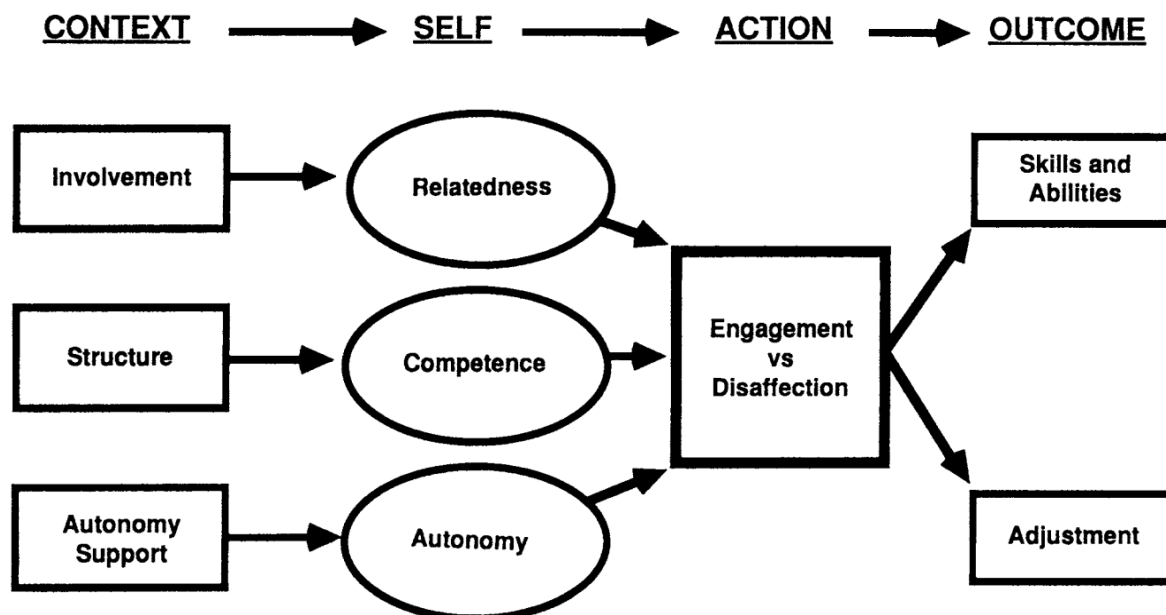 CONTEXT SELF ACTION OUTCOME
Involvement
Relatedness
Skills and
Abilities
Structure
Competence
Engagement
vs
Disaffection
Autonomy
Support
Autonomy
Adjustment